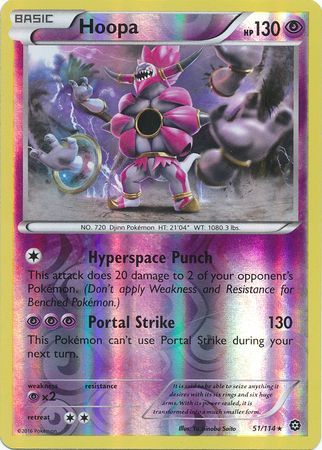 BASIC
Hoopa
HP 130
NO. 720 Djinn Pokémon HT: 21'04" WT: 1080.3 lbs.
Hyperspace Punch
This attack does 20 damage to 2 of your opponent's
Pokémon. (Don't apply Weakness and Resistance for
Benched Pokémon.)
Portal Strike 130
This Pokémon can't use Portal Strike during your
next turn.
weakness resistance
×2
retreat
It is said to be able to seize anything it
desires with its six rings and six huge
arms. With its power sealed, it is
transformed into a much smaller form.
©2016 Pokémon
Illus. TOKIYA 51/114 ★